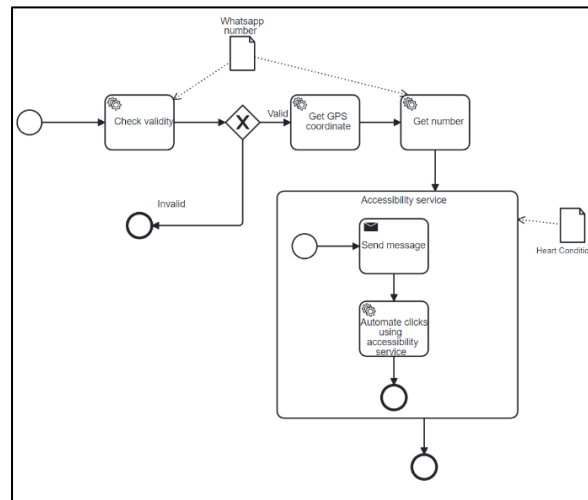 Whatsapp
number
Check validity
Valid
Get GPS
coordinate
Get number
Invalid
Accessibility service
Send message
Heart Conditio
Automate clicks
using
accessibility
service